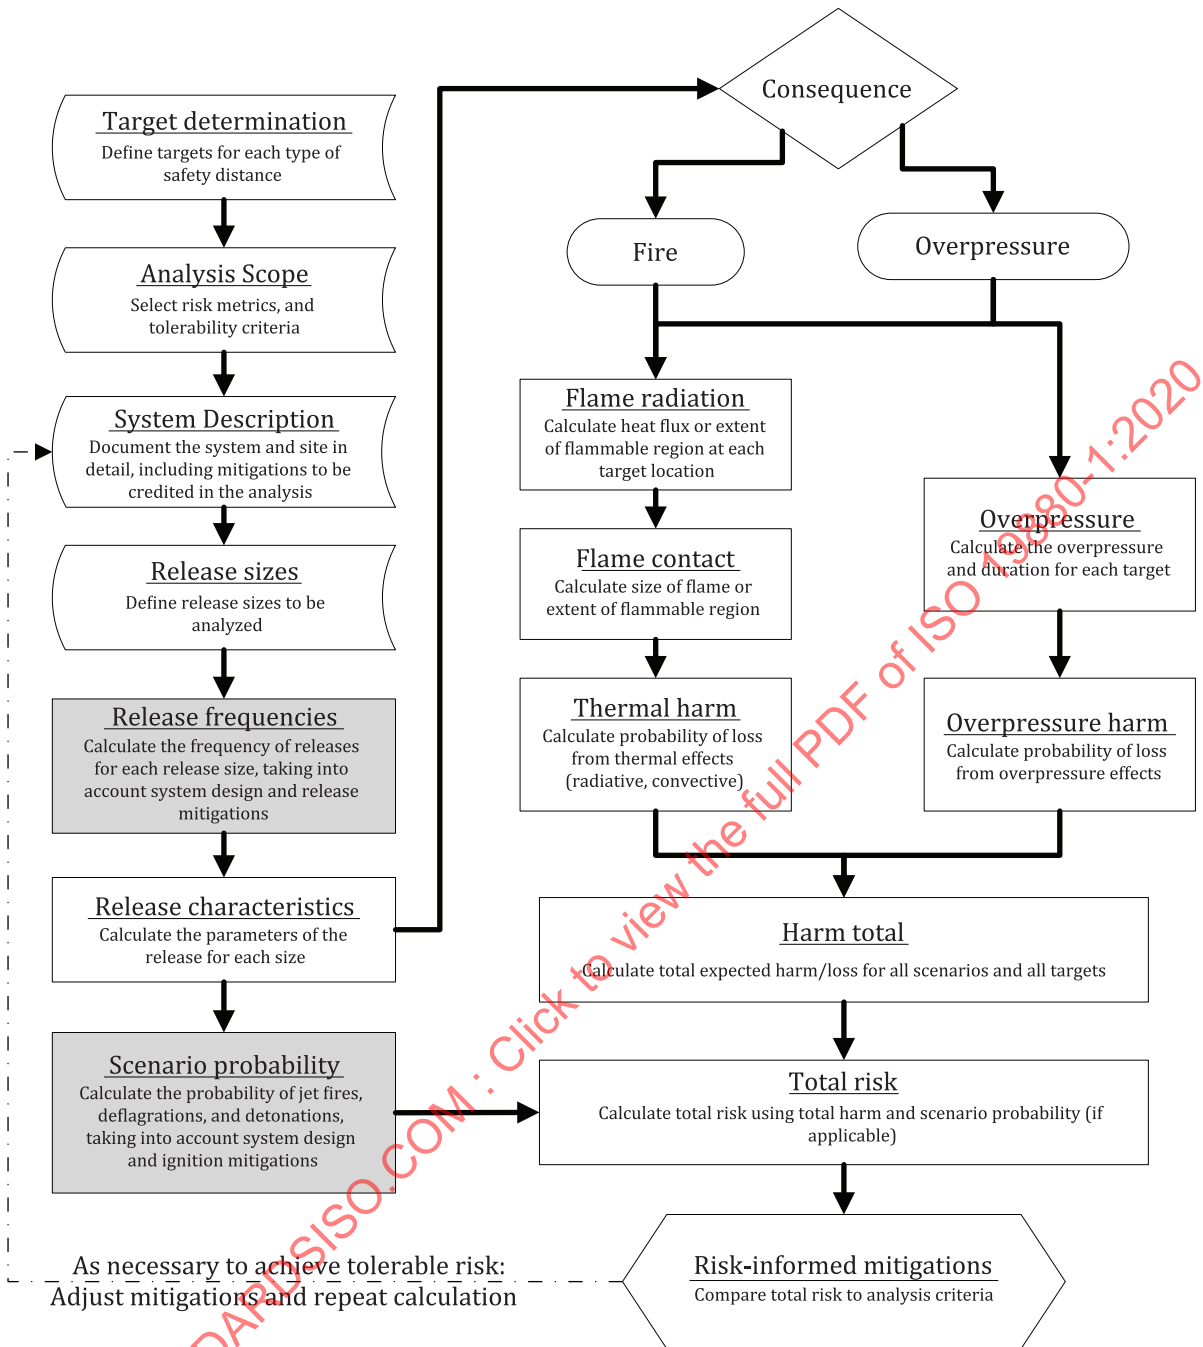 Target determination
Define targets for each type of
safety distance
Analysis Scope
Select risk metrics, and
tolerability criteria
System Description
Document the system and site in
detail, including mitigations to be
credited in the analysis
Release sizes
Define release sizes to be
analyzed
Release frequencies
Calculate the frequency of releases
for each release size, taking into
account system design and release
mitigations
Release characteristics
Calculate the parameters of the
release for each size
Scenario probability
Calculate the probability of jet fires,
deflagrations, and detonations,
taking into account system design
and ignition mitigations
As necessary to achieve tolerable risk:
Adjust mitigations and repeat calculation
Consequence
Fire
Overpressure
Flame radiation
Calculate heat flux or extent
of flammable region at each
target location
Flame contact
Calculate size of flame or
extent of flammable region
Thermal harm
Calculate probability of loss
from thermal effects
(radiative, convective)
Overpressure
Calculate the overpressure
and duration for each target
Overpressure harm
Calculate probability of loss
from overpressure effects
Harm total
Calculate total expected harm/loss for all scenarios and all targets
Total risk
Calculate total risk using total harm and scenario probability (if
applicable)
Risk-informed mitigations
Compare total risk to analysis criteria
DARDSISO.COM : Click to view the full PDF of ISO 19880-1:2020